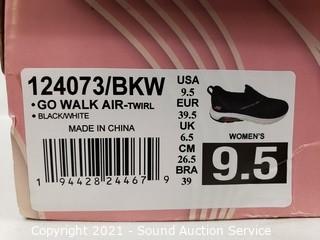 124073/BKW
• GO WALK AIR-TWIRL
• BLACK/WHITE
MADE IN CHINA
1 94428 24467 9
USA
9.5
EUR
39.5
UK
6.5
CM
26.5
BRA
39
WOMEN'S
9.5
Copyright 2021 - Sound Auction Service